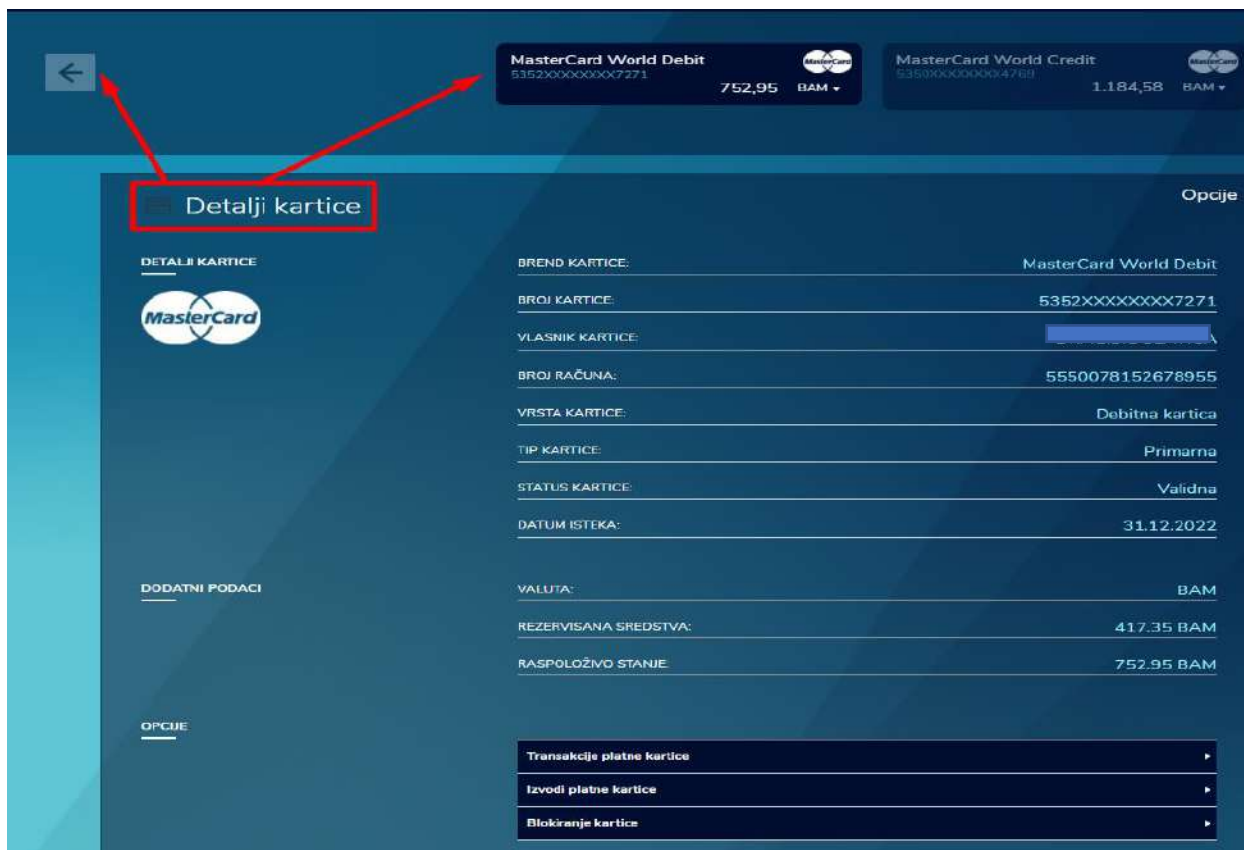 MasterCard World Debit
MasterCard
5352XXXXXXXX7271
752,95 BAM
MasterCard World Credit
MasterCard
5350XXXXXXXX4769
1.184,58 BAM
Detalji kartice
Opcije
DETALJI KARTICE
MasterCard
BREND KARTICE: MasterCard World Debit
BROJ KARTICE: 5352XXXXXXXX7271
VLASNIK KARTICE:
BROJ RAČUNA: 5550078152678955
VRSTA KARTICE: Debitna kartica
TIP KARTICE: Primarna
STATUS KARTICE: Validna
DATUM ISTEKA: 31.12.2022
DODATNI PODACI
VALUTA: BAM
REZERVISANA SREDSTVA: 417.35 BAM
RASPOLOŽIVO STANJE: 752.95 BAM
OPCIJE
Transakcije platne kartice
Izvodi platne kartice
Blokiranje kartice